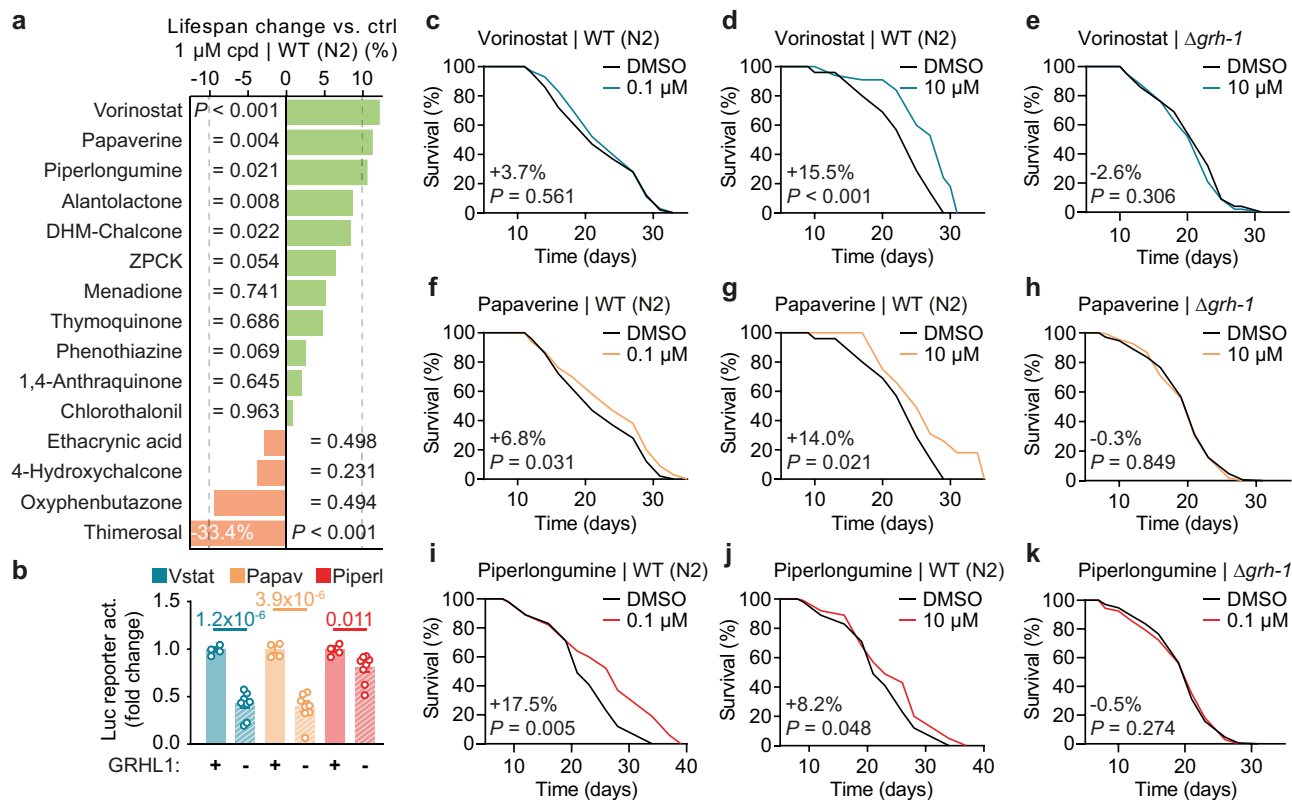 a
Lifespan change vs. ctrl
1 µM cpd | WT (N2) (%)
-10 -5 0 5 10
Vorinostat P < 0.001
Papaverine = 0.004
Piperlongumine = 0.021
Alantolactone = 0.008
DHM-Chalcone = 0.022
ZPCK = 0.054
Menadione = 0.741
Thymoquinone = 0.686
Phenothiazine = 0.069
1,4-Anthraquinone = 0.645
Chlorothalonil = 0.963
Ethacrynic acid = 0.498
4-Hydroxychalcone = 0.231
Oxyphenbutazone = 0.494
Thimerosal -33.4% P < 0.001
b
Vstat Papav Piperl
Luc reporter act.
(fold change)
1.5
1.0
0.5
0.0
1.2x10-6
3.9x10-6
0.011
GRHL1: + - + - + -
c
Vorinostat | WT (N2)
DMSO
0.1 µM
Survival (%)
100
80
60
40
20
0
+3.7%
P = 0.561
10 20 30
Time (days)
d
Vorinostat | WT (N2)
DMSO
10 µM
Survival (%)
100
80
60
40
20
0
+15.5%
P < 0.001
10 20 30
Time (days)
e
Vorinostat | Δgrh-1
DMSO
10 µM
Survival (%)
100
80
60
40
20
0
-2.6%
P = 0.306
10 20 30
Time (days)
f
Papaverine | WT (N2)
DMSO
0.1 µM
Survival (%)
100
80
60
40
20
0
+6.8%
P = 0.031
10 20 30
Time (days)
g
Papaverine | WT (N2)
DMSO
10 µM
Survival (%)
100
80
60
40
20
0
+14.0%
P = 0.021
10 20 30
Time (days)
h
Papaverine | Δgrh-1
DMSO
10 µM
Survival (%)
100
80
60
40
20
0
-0.3%
P = 0.849
10 20 30
Time (days)
i
Piperlongumine | WT (N2)
DMSO
0.1 µM
Survival (%)
100
80
60
40
20
0
+17.5%
P = 0.005
10 20 30 40
Time (days)
j
Piperlongumine | WT (N2)
DMSO
10 µM
Survival (%)
100
80
60
40
20
0
+8.2%
P = 0.048
10 20 30 40
Time (days)
k
Piperlongumine | Δgrh-1
DMSO
0.1 µM
Survival (%)
100
80
60
40
20
0
-0.5%
P = 0.274
10 20 30
Time (days)